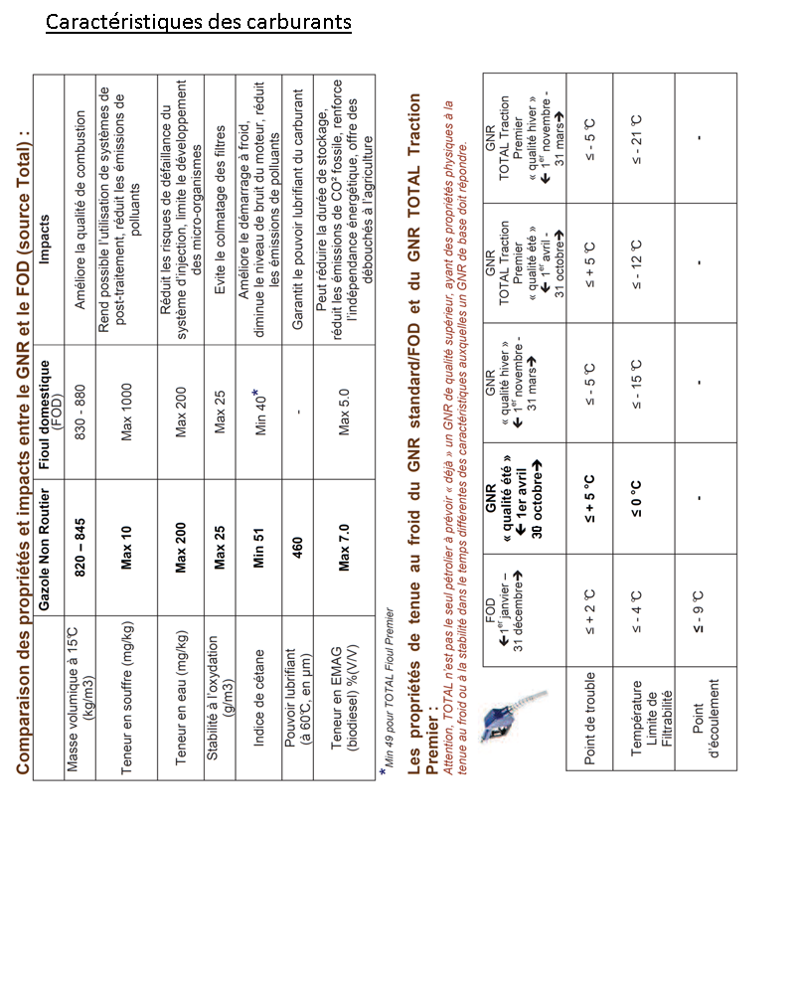 Caractéristiques des carburants
Comparaison des propriétés et impacts entre le GNR et le FOD (source Total) :
Gazole Non Routier
Fioul domestique
(FOD)
Impacts
Masse volumique à 15°C
(kg/m3)
820 – 845
830 - 880
Améliore la qualité de combustion
Teneur en souffre (mg/kg)
Max 10
Max 1000
Rend possible l'utilisation de systèmes de
post-traitement, réduit les émissions de
polluants
Teneur en eau (mg/kg)
Max 200
Max 200
Réduit les risques de défaillance du
système d'injection, limite le développement
des micro-organismes
Stabilité à l'oxydation
(g/m3)
Max 25
Max 25
Evite le colmatage des filtres
Indice de cétane
Min 51
Min 40*
Améliore le démarrage à froid,
diminue le niveau de bruit du moteur, réduit
les émissions de polluants
Pouvoir lubrifiant
(à 60°C, en µm)
460
-
Garantit le pouvoir lubrifiant du carburant
Teneur en EMAG
(biodiesel) %(V/V)
Max 7.0
Max 5.0
Peut réduire la durée de stockage,
réduit les émissions de CO² fossile, renforce
l'indépendance énergétique, offre des
débouchés à l'agriculture
* Min 49 pour TOTAL Fioul Premier
Les propriétés de tenue au froid du GNR standard/FOD et du GNR TOTAL Traction
Premier :
Attention, TOTAL n'est pas le seul pétrolier à prévoir « déjà » un GNR de qualité supérieur, ayant des propriétés physiques à la
tenue au froid ou à la stabilité dans le temps différentes des caractéristiques auxquelles un GNR de base doit répondre.
FOD
←1er janvier –
31 décembre→
GNR
« qualité été »
← 1er avril
30 octobre→
GNR
« qualité hiver »
← 1er novembre -
31 mars→
GNR
TOTAL Traction
Premier
« qualité été »
← 1er avril -
31 octobre→
GNR
TOTAL Traction
Premier
« qualité hiver »
← 1er novembre -
31 mars→
Point de trouble
≤ + 2 °C
≤ + 5 °C
≤ - 5 °C
≤ + 5 °C
≤ - 5 °C
Température
Limite de
Filtrabilité
≤ - 4 °C
≤ 0 °C
≤ - 15 °C
≤ - 12 °C
≤ - 21 °C
Point
d'écoulement
≤ - 9 °C
-
-
-
-